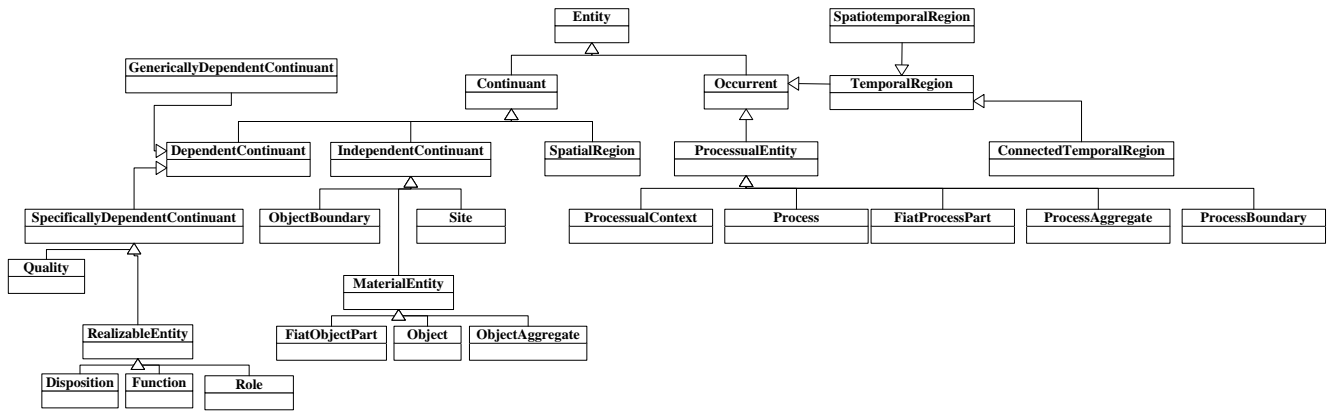 Entity
SpatiotemporalRegion
GenericallyDependentContinuant
Continuant
Occurrent
TemporalRegion
DependentContinuant
IndependentContinuant
SpatialRegion
ProcessualEntity
ConnectedTemporalRegion
SpecificallyDependentContinuant
ObjectBoundary
Site
ProcessualContext
Process
FiatProcessPart
ProcessAggregate
ProcessBoundary
Quality
MaterialEntity
RealizableEntity
FiatObjectPart
Object
ObjectAggregate
Disposition
Function
Role